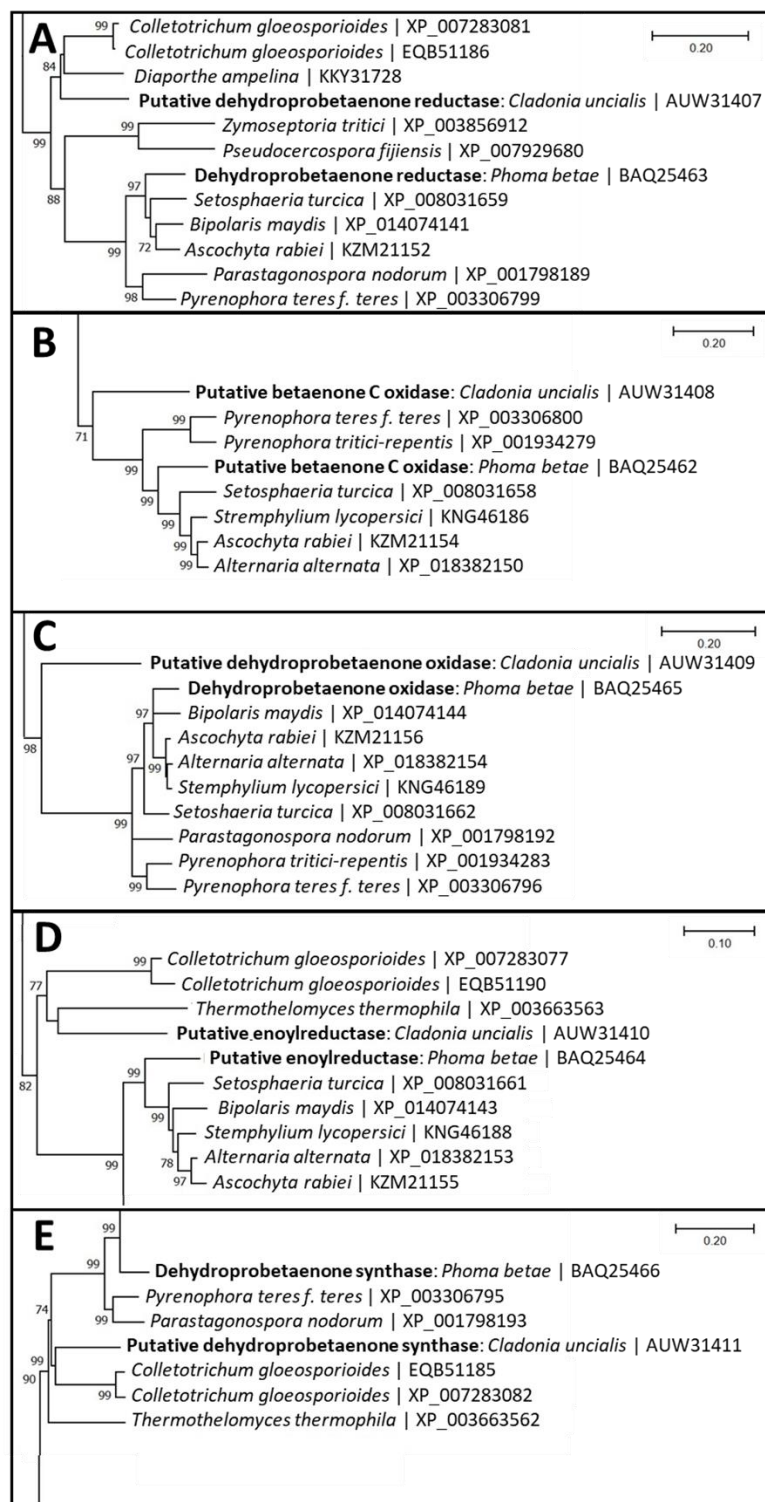 A
0.20
99
Colletotrichum gloeosporioides | XP_007283081
Colletotrichum gloeosporioides | EQB51186
84
Diaporthe ampelina | KKY31728
Putative dehydroprobetaenone reductase: Cladonia uncialis | AUW31407
99
99
Zymoseptoria tritici | XP_003856912
Pseudocercospora fijiensis | XP_007929680
88
97
Dehydroprobetaenone reductase: Phoma betae | BAQ25463
Setosphaeria turcica | XP_008031659
Bipolaris maydis | XP_014074141
72
99
Ascochyta rabiei | KZM21152
Parastagonospora nodorum | XP_001798189
98
Pyrenophora teres f. teres | XP_003306799
B
0.20
Putative betaenone C oxidase: Cladonia uncialis | AUW31408
71
99
Pyrenophora teres f. teres | XP_003306800
Pyrenophora tritici-repentis | XP_001934279
99
Putative betaenone C oxidase: Phoma betae | BAQ25462
99
Setosphaeria turcica | XP_008031658
99
Stremphylium lycopersici | KNG46186
Ascochyta rabiei | KZM21154
99
99
Alternaria alternata | XP_018382150
C
0.20
Putative dehydroprobetaenone oxidase: Cladonia uncialis | AUW31409
Dehydroprobetaenone oxidase: Phoma betae | BAQ25465
97
Bipolaris maydis | XP_014074144
98
Ascochyta rabiei | KZM21156
97
99
Alternaria alternata | XP_018382154
Stemphylium lycopersici | KNG46189
Setoshaeria turcica | XP_008031662
99
Parastagonospora nodorum | XP_001798192
Pyrenophora tritici-repentis | XP_001934283
99
Pyrenophora teres f. teres | XP_003306796
D
0.10
99
Colletotrichum gloeosporioides | XP_007283077
77
Colletotrichum gloeosporioides | EQB51190
Thermothelomyces thermophila | XP_003663563
Putative enoylreductase: Cladonia uncialis | AUW31410
82
99
Putative enoylreductase: Phoma betae | BAQ25464
Setosphaeria turcica | XP_008031661
99
Bipolaris maydis | XP_014074143
Stemphylium lycopersici | KNG46188
99
78
Alternaria alternata | XP_018382153
97
Ascochyta rabiei | KZM21155
E
0.20
99
99
Dehydroprobetaenone synthase: Phoma betae | BAQ25466
Pyrenophora teres f. teres | XP_003306795
74
99
Parastagonospora nodorum | XP_001798193
Putative dehydroprobetaenone synthase: Cladonia uncialis | AUW31411
99
90
Colletotrichum gloeosporioides | EQB51185
99
Colletotrichum gloeosporioides | XP_007283082
Thermothelomyces thermophila | XP_003663562